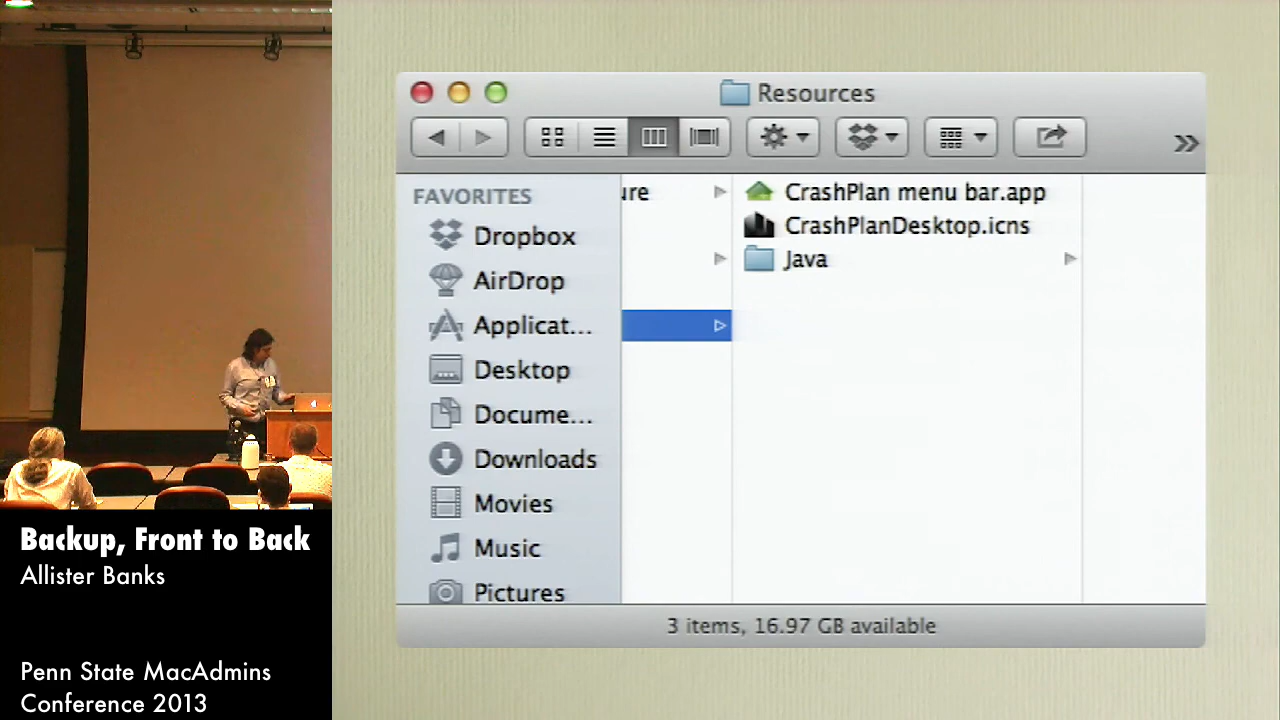 Backup, Front to Back
Allister Banks
Penn State MacAdmins
Conference 2013
Resources
FAVORITES
Dropbox
AirDrop
Applicat...
Desktop
Docume...
Downloads
Movies
Music
Pictures
ure
CrashPlan menu bar.app
CrashPlanDesktop.icns
Java
3 items, 16.97 GB available